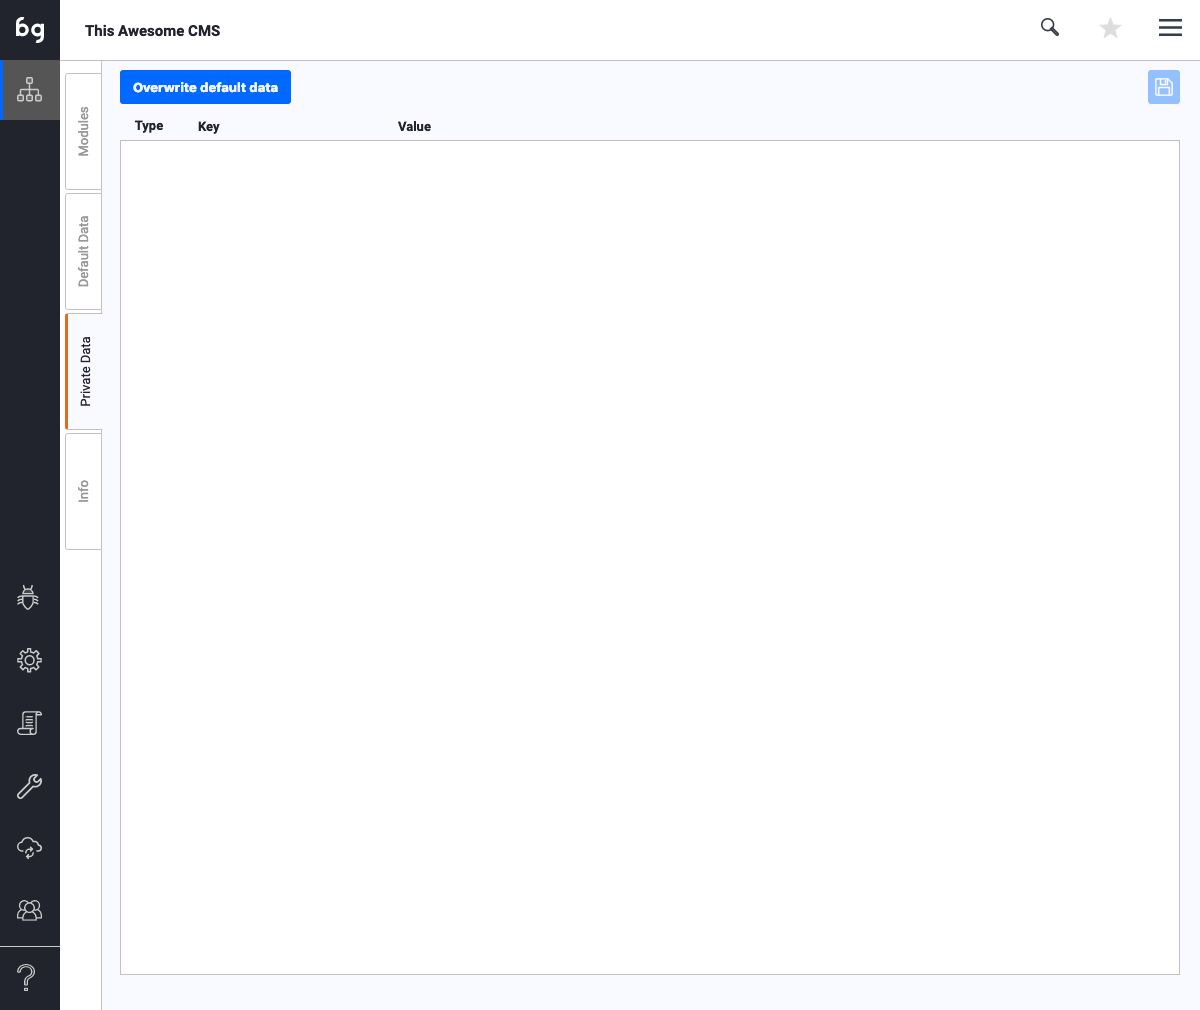 bg
This Awesome CMS
Overwrite default data
Type Key Value
Modules
Default Data
Private Data
Info